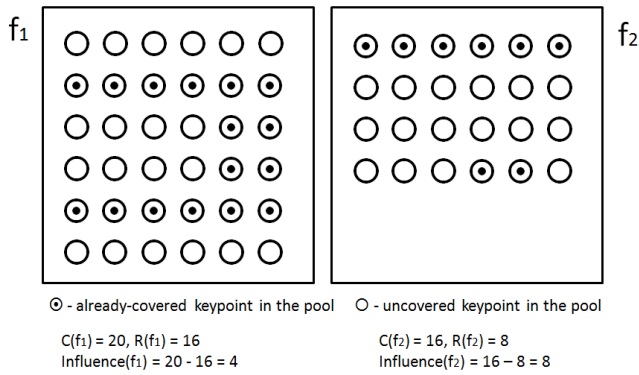 f1
f2
- already-covered keypoint in the pool
- uncovered keypoint in the pool
C(f1) = 20, R(f1) = 16
Influence(f1) = 20 - 16 = 4
C(f2) = 16, R(f2) = 8
Influence(f2) = 16 – 8 = 8